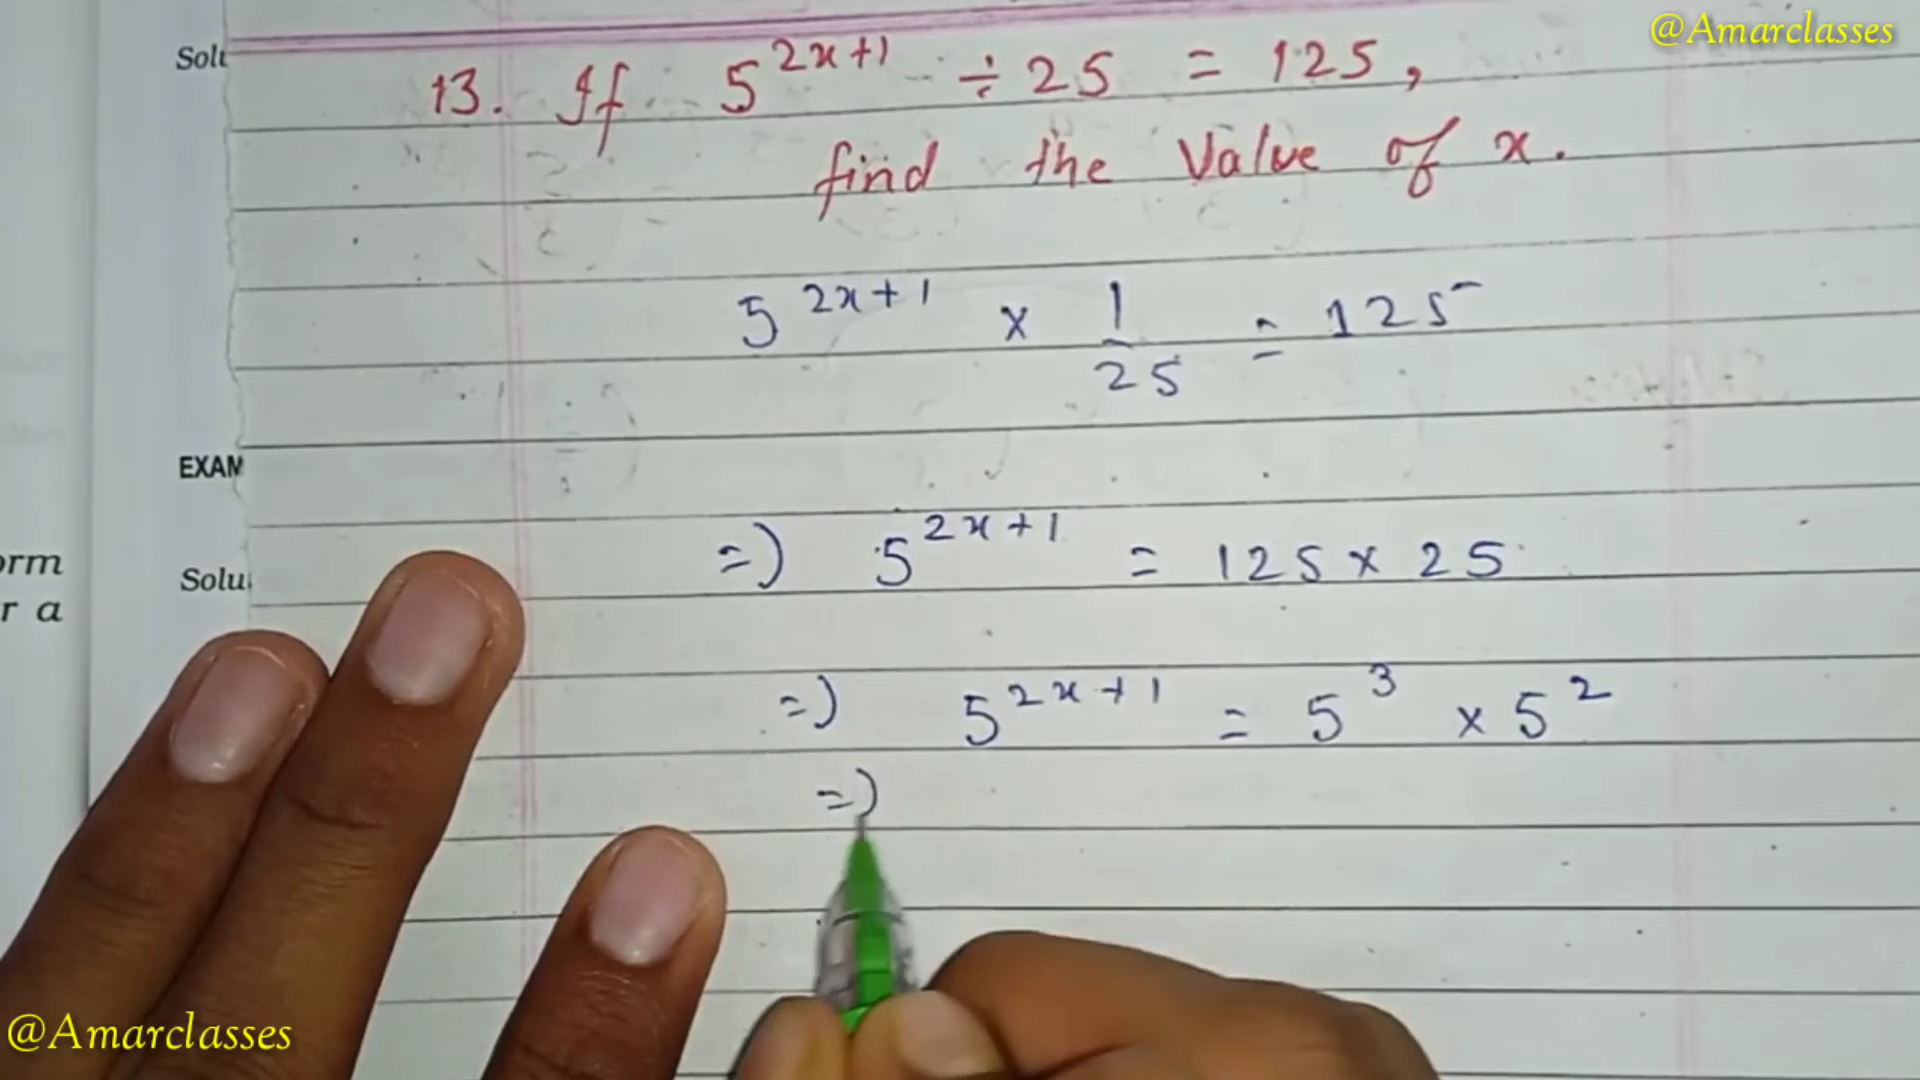 @Amarclasses
Solu
13. If 5^{2x+1} ÷ 25 = 125,
find the Value of x.
5^{2x+1} x 1/25 = 125
EXAM
=) 5^{2x+1} = 125 x 25
orm
Solu
r a
=) 5^{2x+1} = 5^3 x 5^2
=)
@Amarclasses